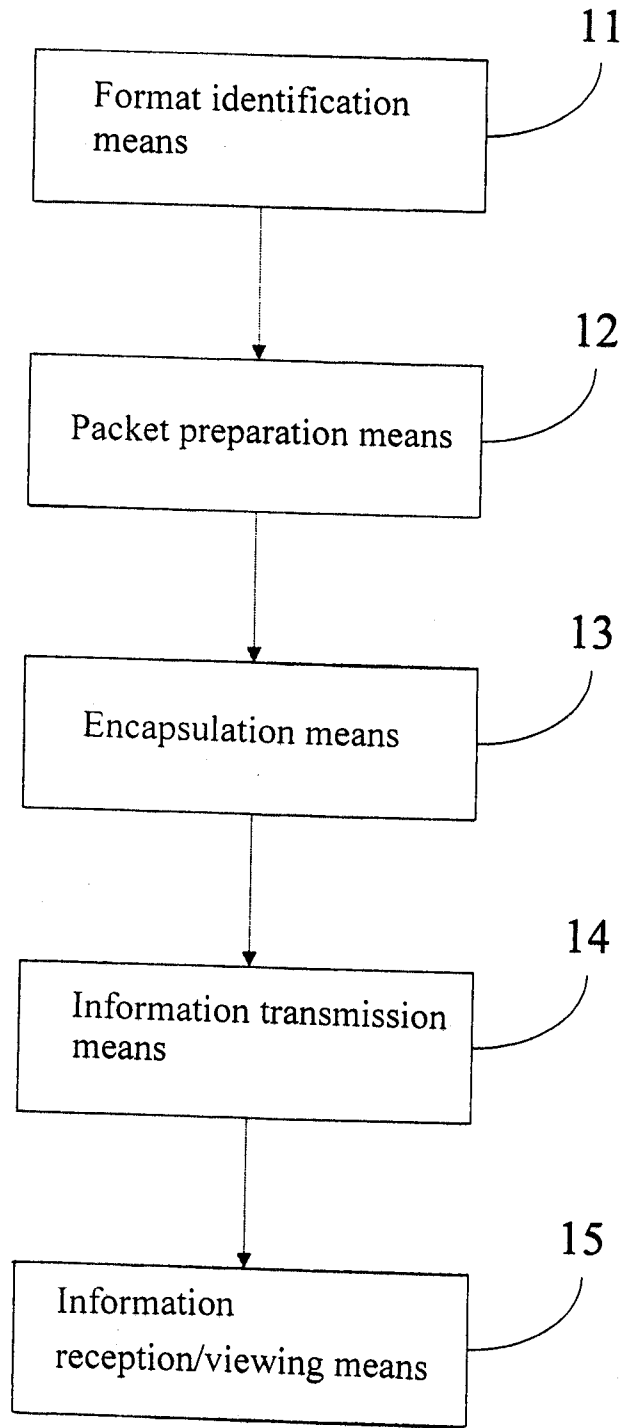 11
Format identification
means
12
Packet preparation means
13
Encapsulation means
14
Information transmission
means
15
Information
reception/viewing means